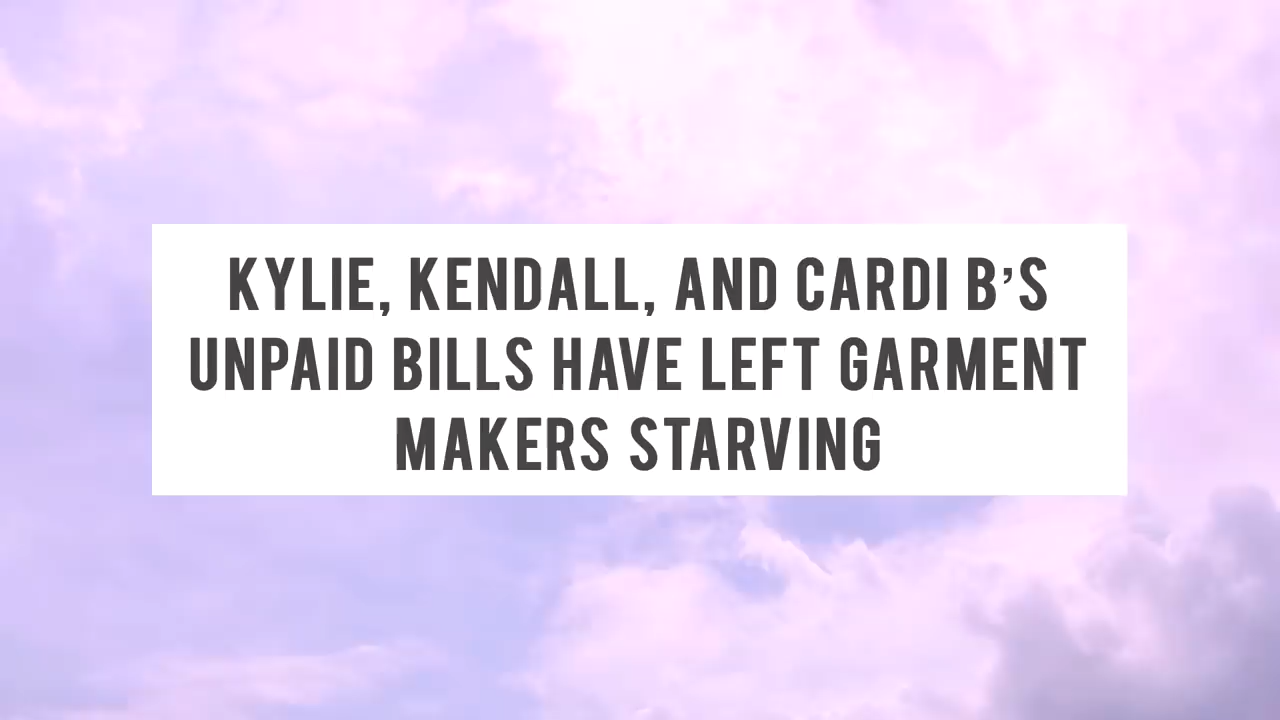 KYLIE, KENDALL, AND CARDI B'S
UNPAID BILLS HAVE LEFT GARMENT
MAKERS STARVING